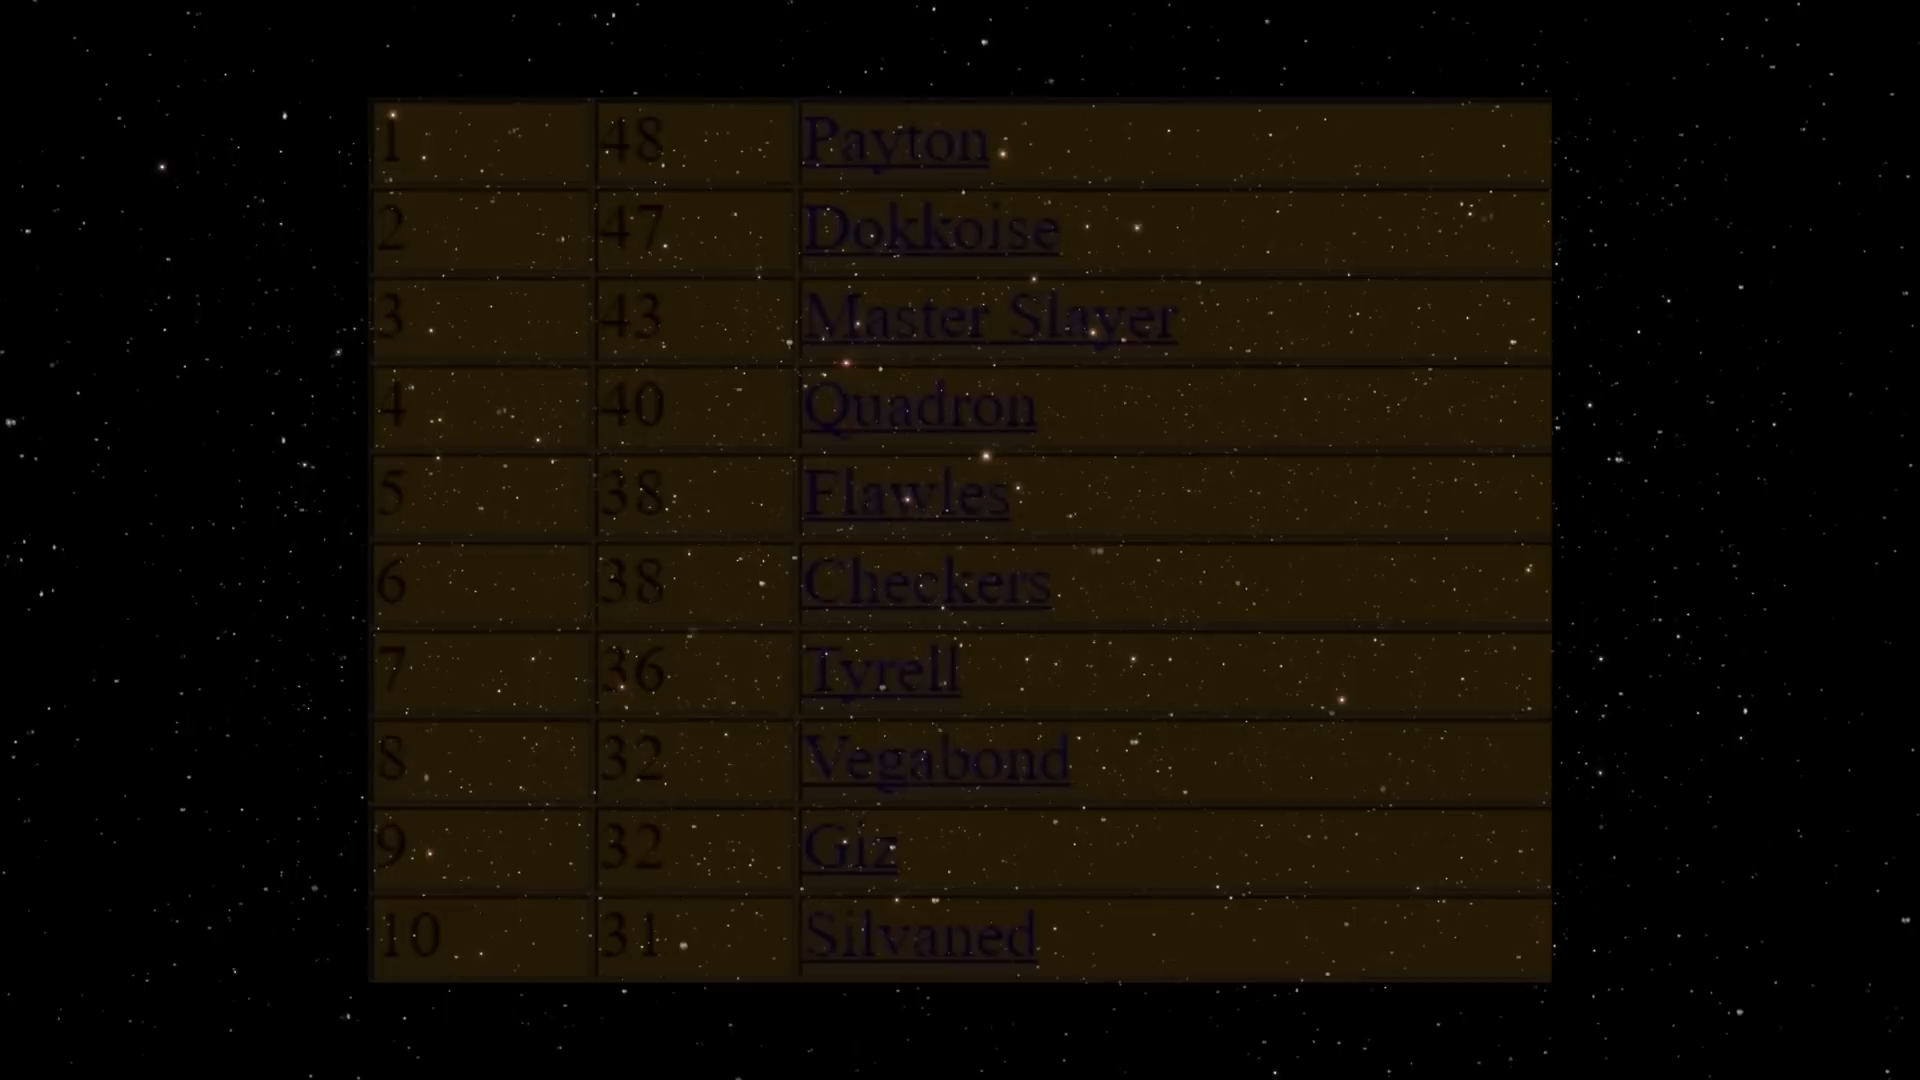 1 48 Payton
2 47 Dokkoise
3 43 Master Slayer
4 40 Quadron
5 38 Flawles
6 38 Checkers
7 36 Tyrell
8 32 Vegabond
9 32 Giz
10 31 Silvaned